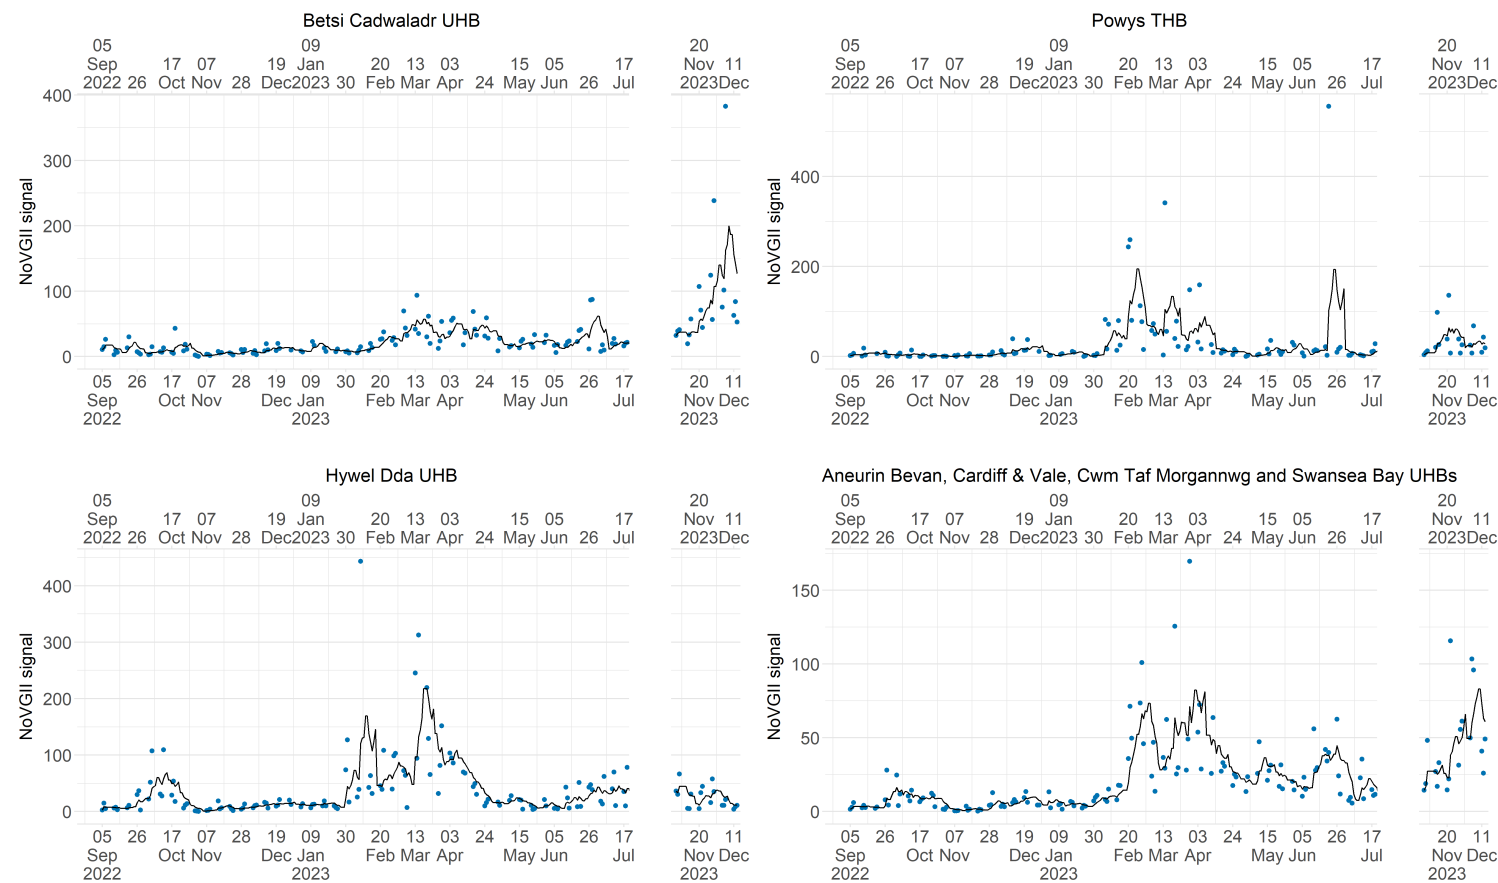 Betsi Cadwaladr UHB
05 09 20
Sep 17 07 19 Jan 20 13 03 15 05 17 Nov 11
2022 26 Oct Nov 28 Dec 2023 30 Feb Mar Apr 24 May Jun 26 Jul 2023 Dec
400
300
200
100
0
NoVGII signal
05 26 17 07 28 19 09 30 20 13 03 24 15 05 26 17 20 11
Sep Oct Nov Dec Jan Feb Mar Apr May Jun Jul Nov Dec
2022 2023 2023
Powys THB
05 09 20
Sep 17 07 19 Jan 20 13 03 15 05 17 Nov 11
2022 26 Oct Nov 28 Dec 2023 30 Feb Mar Apr 24 May Jun 26 Jul 2023 Dec
400
200
0
NoVGII signal
05 26 17 07 28 19 09 30 20 13 03 24 15 05 26 17 20 11
Sep Oct Nov Dec Jan Feb Mar Apr May Jun Jul Nov Dec
2022 2023 2023
Hywel Dda UHB
05 09 20
Sep 17 07 19 Jan 20 13 03 15 05 17 Nov 11
2022 26 Oct Nov 28 Dec 2023 30 Feb Mar Apr 24 May Jun 26 Jul 2023 Dec
400
300
200
100
0
NoVGII signal
05 26 17 07 28 19 09 30 20 13 03 24 15 05 26 17 20 11
Sep Oct Nov Dec Jan Feb Mar Apr May Jun Jul Nov Dec
2022 2023 2023
Aneurin Bevan, Cardiff & Vale, Cwm Taf Morgannwg and Swansea Bay UHBs
05 09 20
Sep 17 07 19 Jan 20 13 03 15 05 17 Nov 11
2022 26 Oct Nov 28 Dec 2023 30 Feb Mar Apr 24 May Jun 26 Jul 2023 Dec
150
100
50
0
NoVGII signal
05 26 17 07 28 19 09 30 20 13 03 24 15 05 26 17 20 11
Sep Oct Nov Dec Jan Feb Mar Apr May Jun Jul Nov Dec
2022 2023 2023